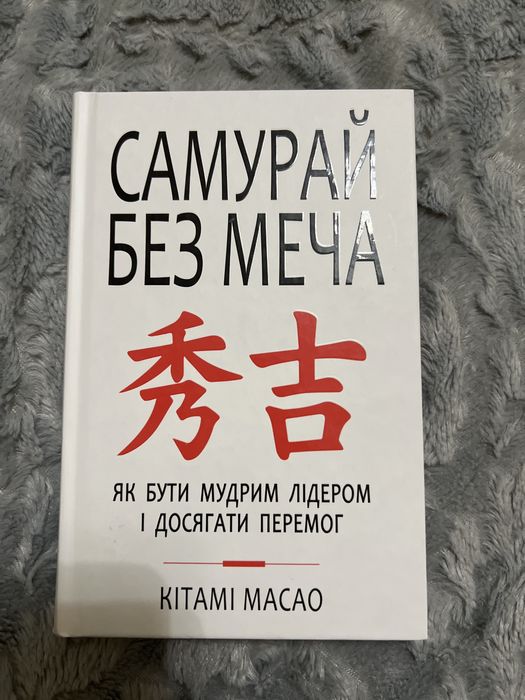 САМУРАЙ
БЕЗ МЕЧА
秀吉
ЯК БУТИ МУДРИМ ЛІДЕРОМ
І ДОСЯГАТИ ПЕРЕМОГ
КІТАМІ МАСАО